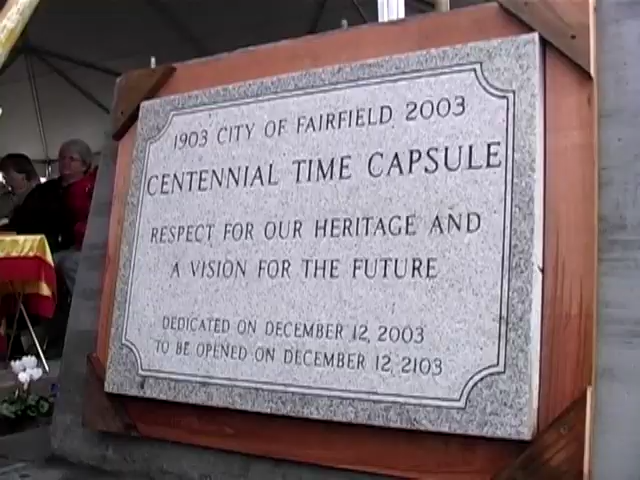 1903 CITY OF FAIRFIELD 2003
CENTENNIAL TIME CAPSULE
RESPECT FOR OUR HERITAGE AND
A VISION FOR THE FUTURE
DEDICATED ON DECEMBER 12, 2003
TO BE OPENED ON DECEMBER 12, 2103